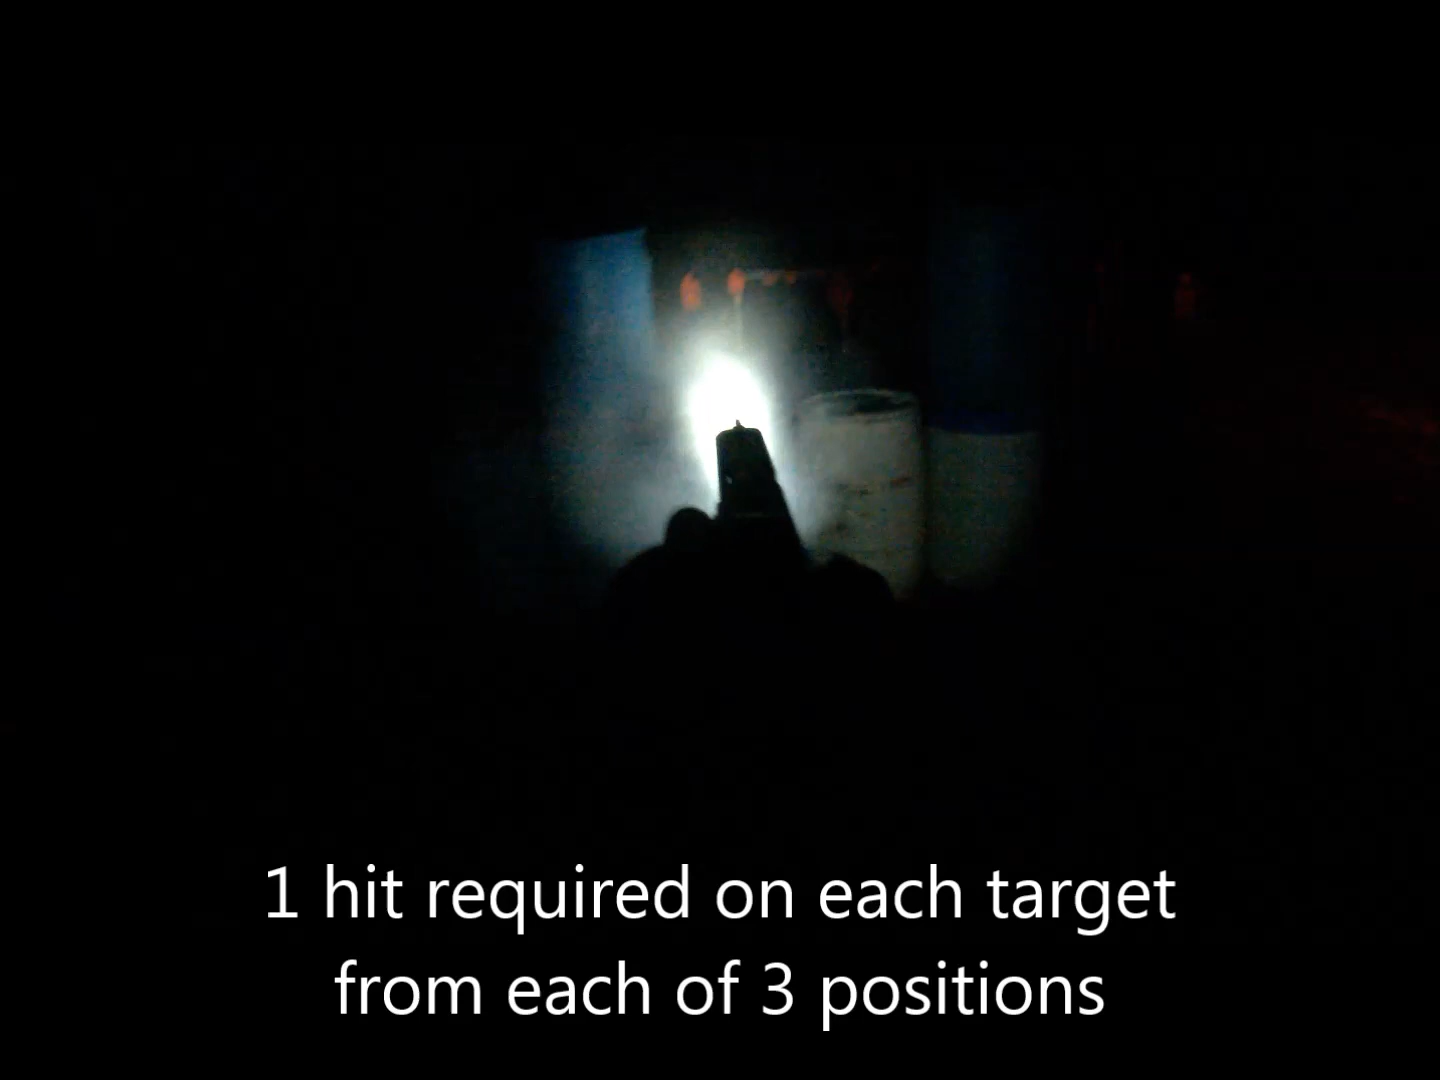 1 hit required on each target
from each of 3 positions